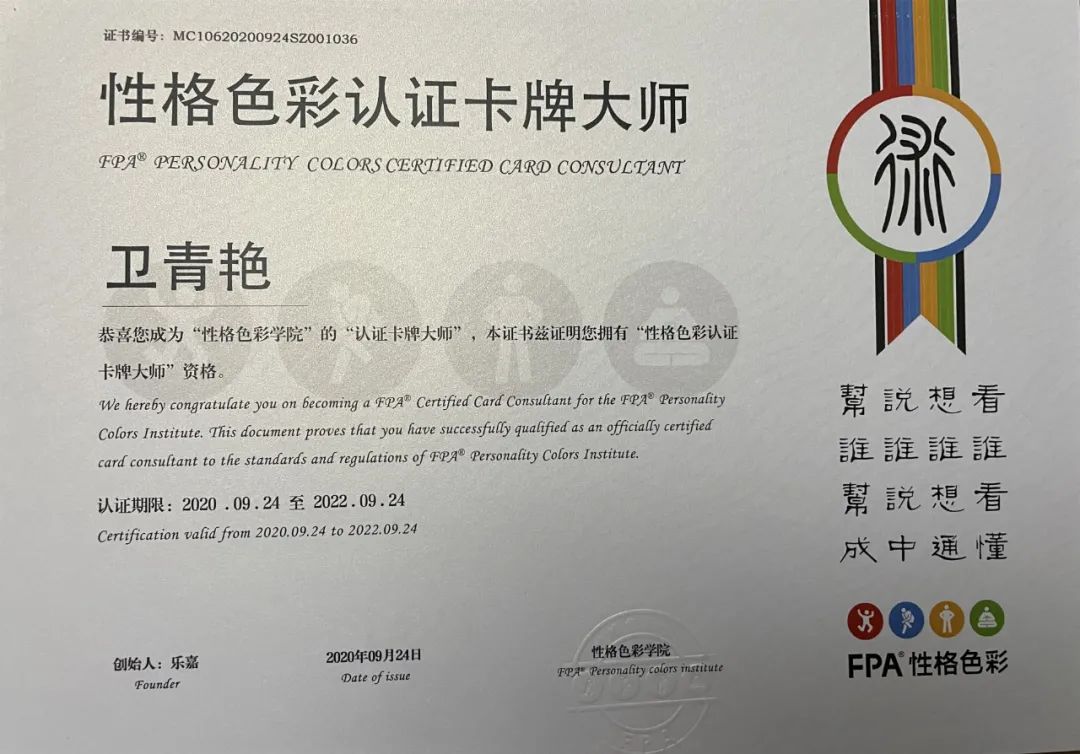 证书编号：MC10620200924SZ001036
性格色彩认证卡牌大师
FPA® PERSONALITY COLORS CERTIFIED CARD CONSULTANT
卫青艳
恭喜您成为“性格色彩学院”的“认证卡牌大师”，本证书兹证明您拥有“性格色彩认证
卡牌大师”资格。
We hereby congratulate you on becoming a FPA® Certified Card Consultant for the FPA® Personality
Colors Institute. This document proves that you have successfully qualified as an officially certified
card consultant to the standards and regulations of FPA® Personality Colors Institute.
认证期限：2020 .09.24 至 2022.09.24
Certification valid from 2020.09.24 to 2022.09.24
创始人：乐嘉
Founder
2020年09月24日
Date of issue
性格色彩学院
FPA® Personality colors institute
FPA
幫說想看
誰誰誰誰
幫說想看
成中通懂
FPA®性格色彩